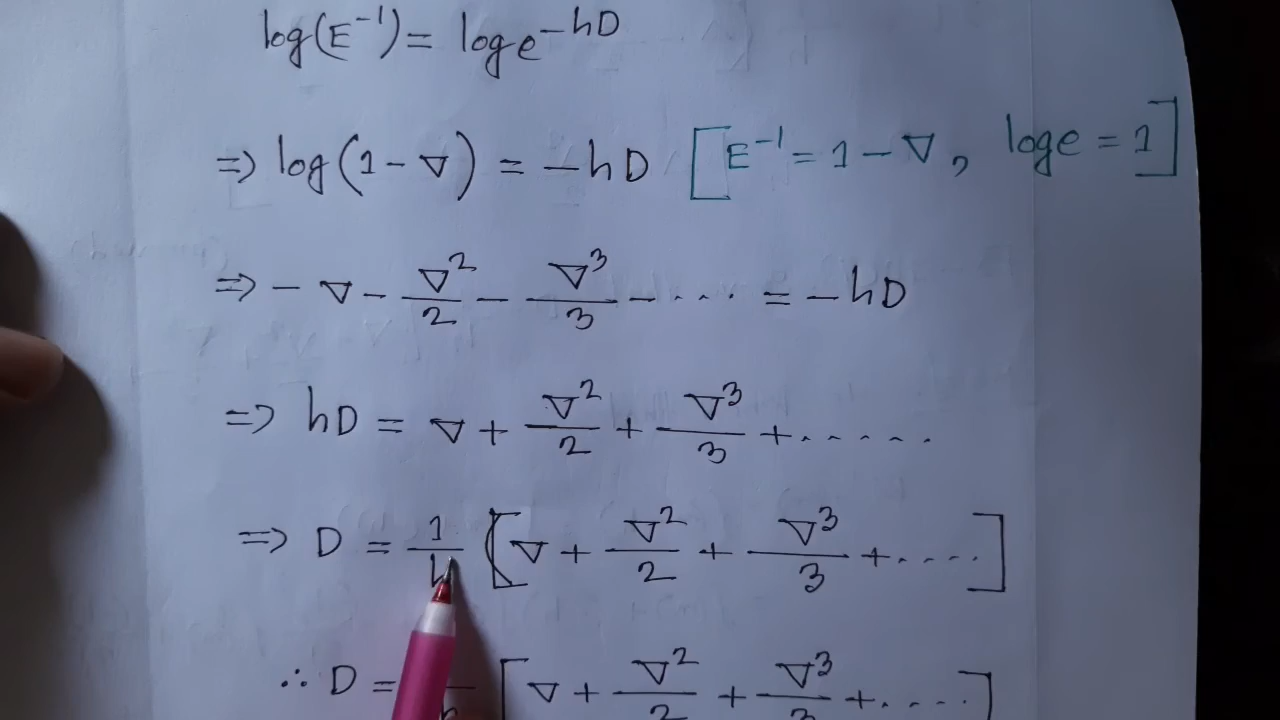 log(E⁻¹) = log e^{-hD}
⇒ log(1 - ∇) = -hD [E⁻¹ = 1 - ∇, log e = 1]
⇒ - ∇ - ∇²/2 - ∇³/3 - .... = -hD
⇒ hD = ∇ + ∇²/2 + ∇³/3 + ......
⇒ D = 1/h [∇ + ∇²/2 + ∇³/3 + .....]
∴ D = [∇ + ∇²/2 + ∇³/3 + .....]